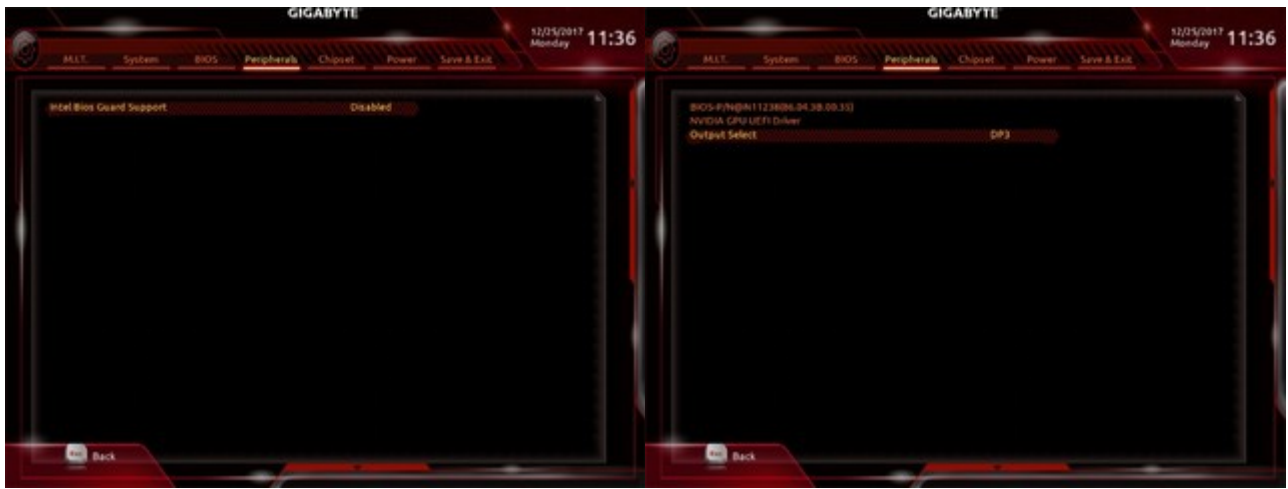 GIGABYTE
12/25/2017
Monday 11:36
M.I.T. System BIOS Peripherals Chipset Power Save & Exit
Intel Bios Guard Support Disabled
Esc Back
GIGABYTE
12/25/2017
Monday 11:36
M.I.T. System BIOS Peripherals Chipset Power Save & Exit
NVIDIA GPU UEFI Driver
Output Select DP3
Esc Back